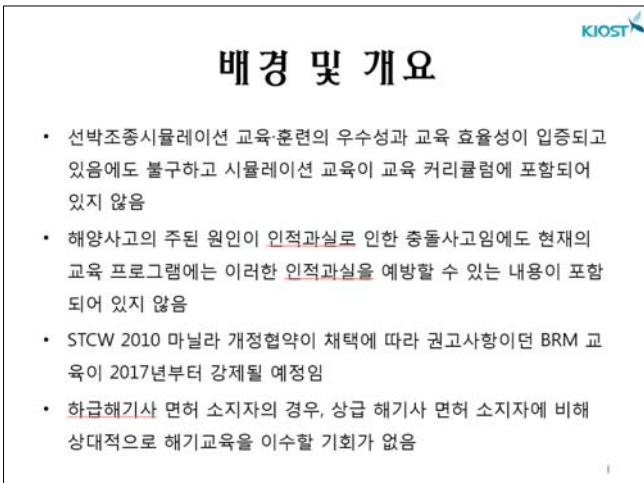 KIOST
배경 및 개요
• 선박조종시뮬레이션 교육·훈련의 우수성과 교육 효율성이 입증되고
있음에도 불구하고 시뮬레이션 교육이 교육 커리큘럼에 포함되어
있지 않음
• 해양사고의 주된 원인이 인적과실로 인한 충돌사고임에도 현재의
교육 프로그램에는 이러한 인적과실을 예방할 수 있는 내용이 포함
되어 있지 않음
• STCW 2010 마닐라 개정협약이 채택에 따라 권고사항이던 BRM 교
육이 2017년부터 강제될 예정임
• 하급해기사 면허 소지자의 경우, 상급 해기사 면허 소지자에 비해
상대적으로 해기교육을 이수할 기회가 없음